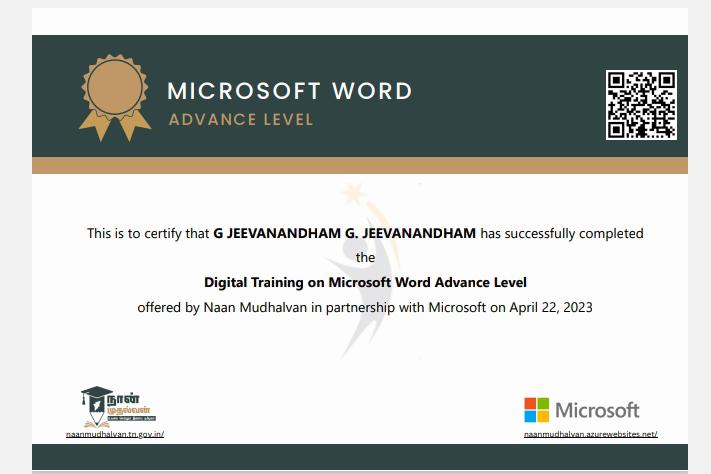 MICROSOFT WORD
ADVANCE LEVEL
This is to certify that G JEEVANANDHAM G. JEEVANANDHAM has successfully completed
the
Digital Training on Microsoft Word Advance Level
offered by Naan Mudhalvan in partnership with Microsoft on April 22, 2023
நான்
முதல்வன்
naanmudhalvan.tn.gov.in/
Microsoft
naanmudhalvan.azurewebsites.net/